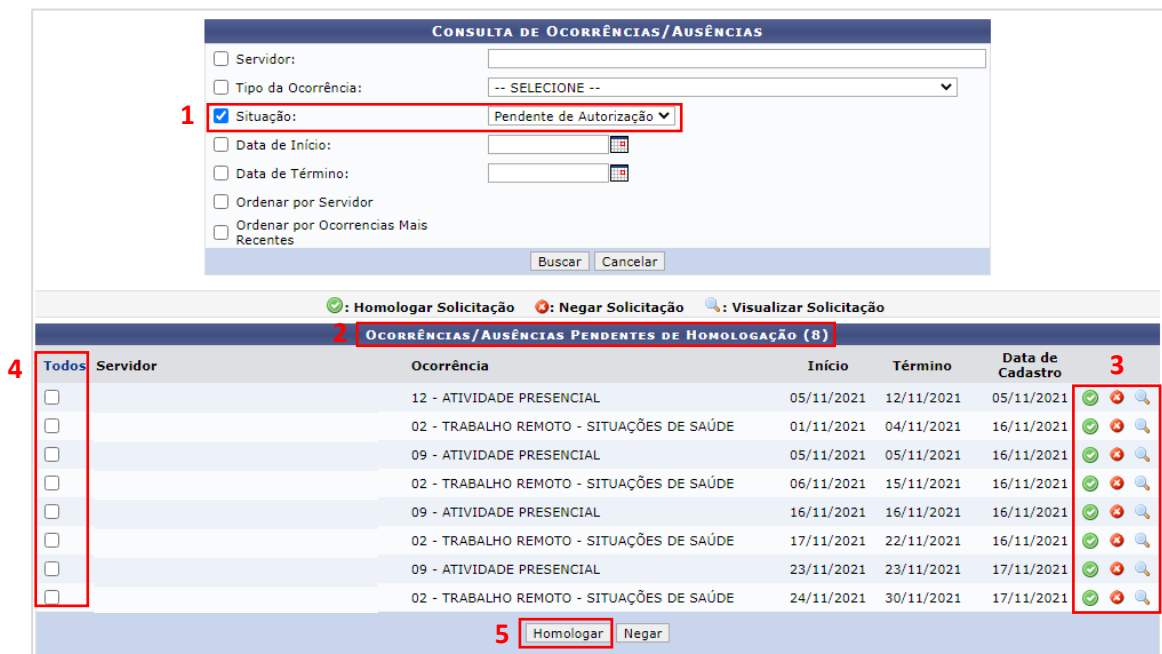 CONSULTA DE OCORRÊNCIAS/AUSÊNCIAS
Servidor:
Tipo da Ocorrência: -- SELECIONE --
1 Situação: Pendente de Autorização
Data de Início:
Data de Término:
Ordenar por Servidor
Ordenar por Ocorrencias Mais
Recentes
Buscar Cancelar
: Homologar Solicitação : Negar Solicitação : Visualizar Solicitação
2 OCORRÊNCIAS/AUSÊNCIAS PENDENTES DE HOMOLOGAÇÃO (8)
4 Todos Servidor Ocorrência Início Término Data de Cadastro 3
12 - ATIVIDADE PRESENCIAL 05/11/2021 12/11/2021 05/11/2021
02 - TRABALHO REMOTO - SITUAÇÕES DE SAÚDE 01/11/2021 04/11/2021 16/11/2021
09 - ATIVIDADE PRESENCIAL 05/11/2021 05/11/2021 16/11/2021
02 - TRABALHO REMOTO - SITUAÇÕES DE SAÚDE 06/11/2021 15/11/2021 16/11/2021
09 - ATIVIDADE PRESENCIAL 16/11/2021 16/11/2021 16/11/2021
02 - TRABALHO REMOTO - SITUAÇÕES DE SAÚDE 17/11/2021 22/11/2021 16/11/2021
09 - ATIVIDADE PRESENCIAL 23/11/2021 23/11/2021 17/11/2021
02 - TRABALHO REMOTO - SITUAÇÕES DE SAÚDE 24/11/2021 30/11/2021 17/11/2021
5 Homologar Negar